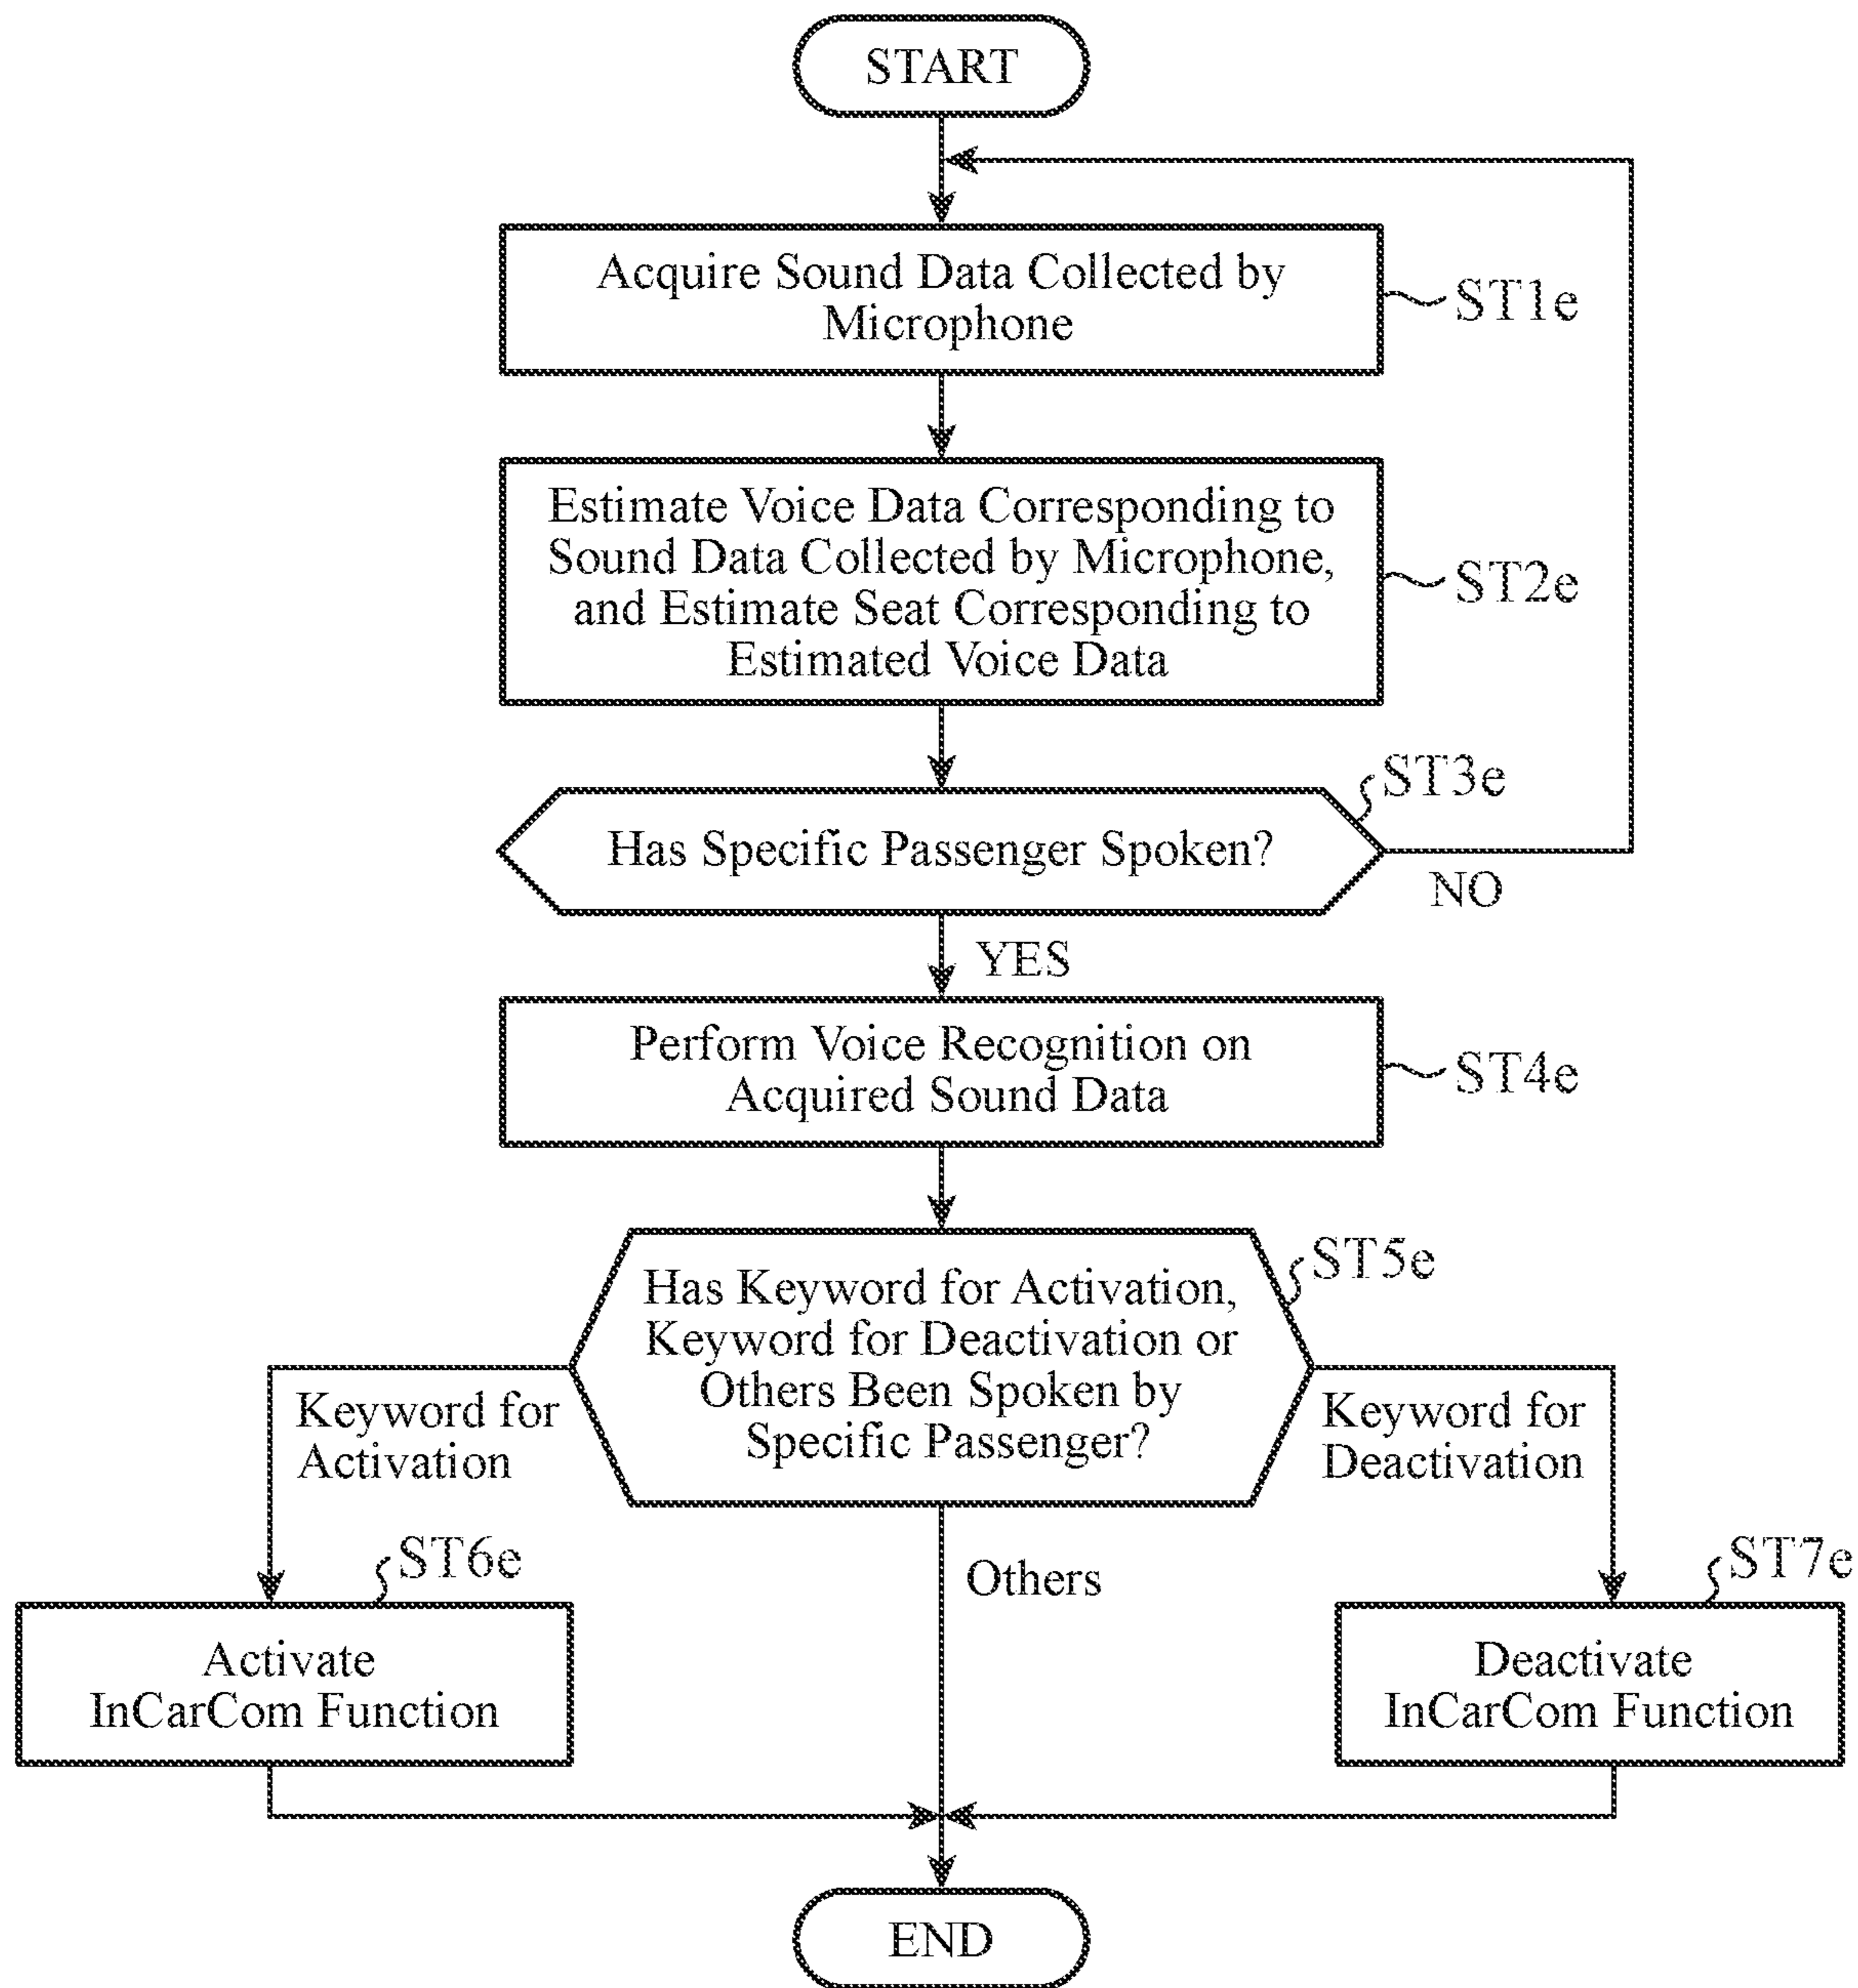 START
Acquire Sound Data Collected by
Microphone
ST1e
Estimate Voice Data Corresponding to
Sound Data Collected by Microphone,
and Estimate Seat Corresponding to
Estimated Voice Data
ST2e
ST3e
Has Specific Passenger Spoken?
NO
YES
Perform Voice Recognition on
Acquired Sound Data
ST4e
ST5e
Has Keyword for Activation,
Keyword for Deactivation or
Others Been Spoken by
Specific Passenger?
Keyword for
Activation
Keyword for
Deactivation
ST6e
Others
ST7e
Activate
InCarCom Function
Deactivate
InCarCom Function
END